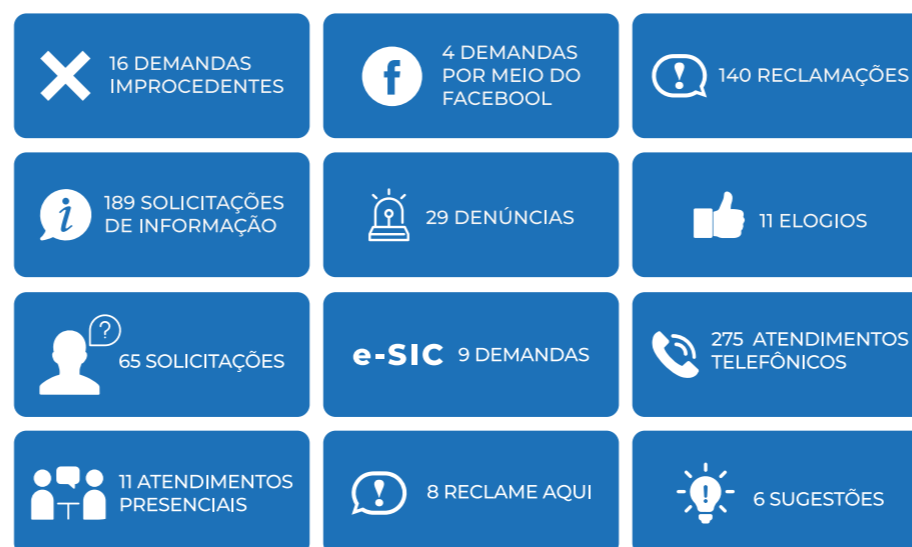 16 DEMANDAS
IMPROCEDENTES
4 DEMANDAS
POR MEIO DO
FACEBOOL
140 RECLAMAÇÕES
189 SOLICITAÇÕES
DE INFORMAÇÃO
29 DENÚNCIAS
11 ELOGIOS
65 SOLICITAÇÕES
e-SIC 9 DEMANDAS
275 ATENDIMENTOS
TELEFÔNICOS
11 ATENDIMENTOS
PRESENCIAIS
8 RECLAME AQUI
6 SUGESTÕES